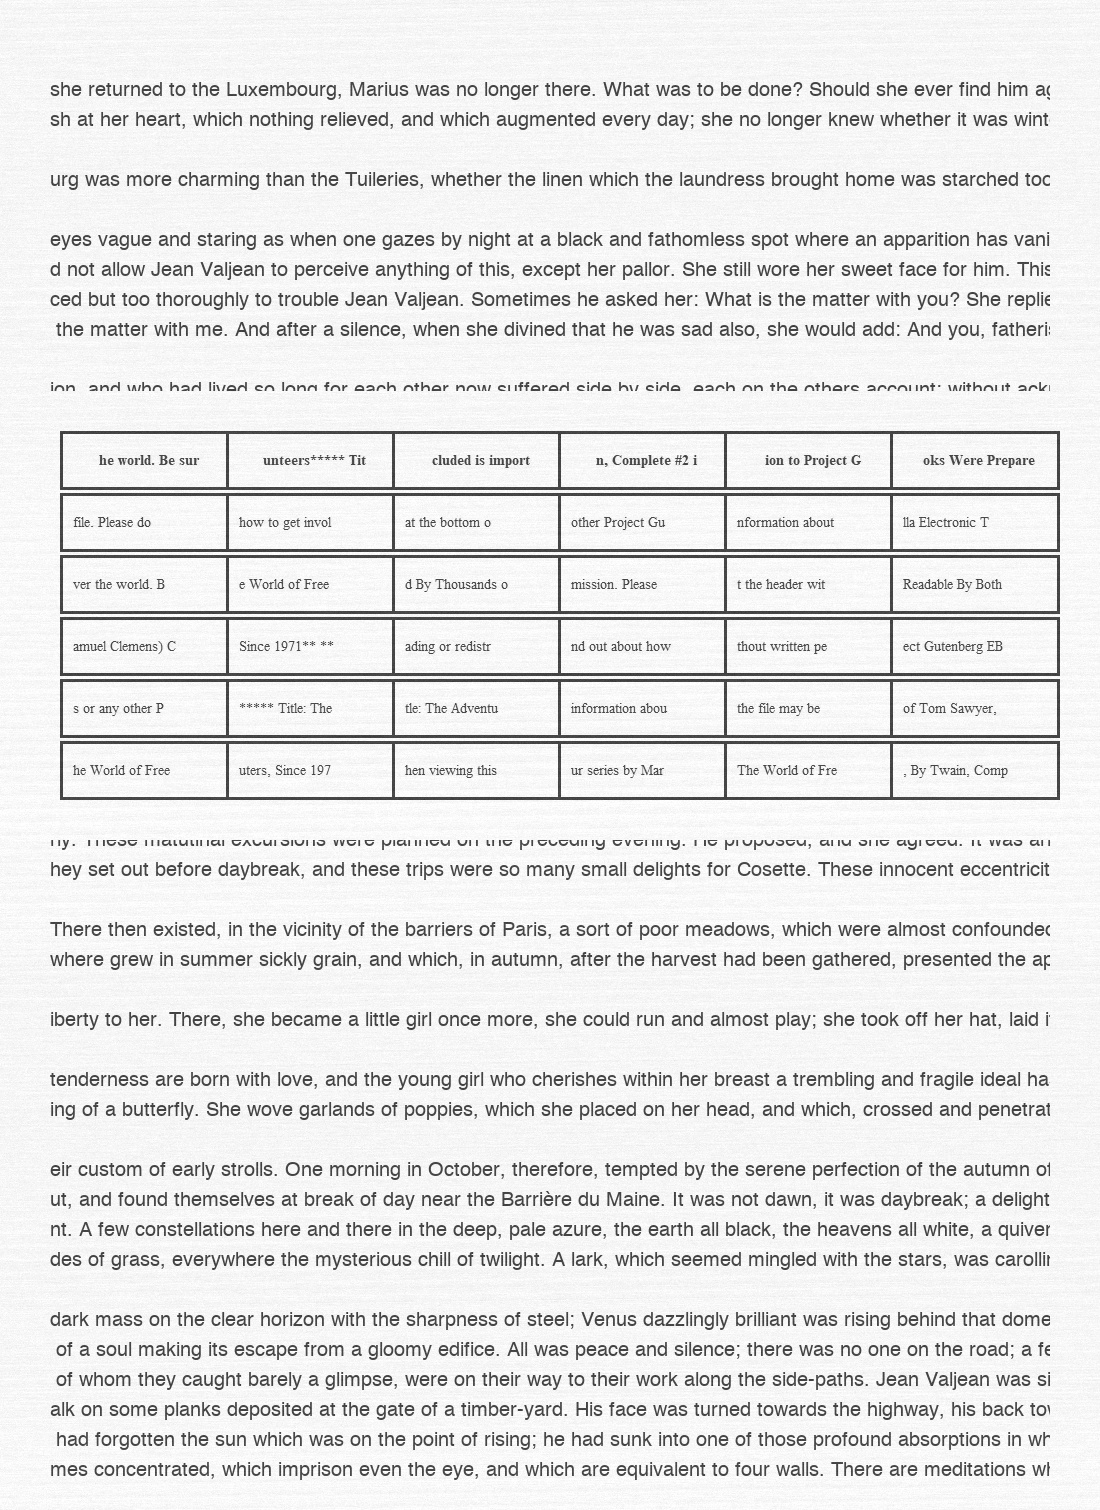 she returned to the Luxembourg, Marius was no longer there. What was to be done? Should she ever find him
sh at her heart, which nothing relieved, and which augmented every day; she no longer knew whether it was wint
urg was more charming than the Tuileries, whether the linen which the laundress brought home was starched too
eyes vague and staring as when one gazes by night at a black and fathomless spot where an apparition has vani
d not allow Jean Valjean to perceive anything of this, except her pallor. She still wore her sweet face for him. This
ced but too thoroughly to trouble Jean Valjean. Sometimes he asked her: What is the matter with you? She replie
the matter with me. And after a silence, when she divined that he was sad also, she would add: And you, fatheris
ion, and who had lived so long for each other now suffered side by side, each on the others account; without
he world. Be sur unteers***** Tit cluded is import n, Complete #2 i ion to Project G oks Were Prepare
file. Please do how to get invol at the bottom o other Project Gu nformation about lla Electronic T
ver the world. B e World of Free d By Thousands o mission. Please t the header wit Readable By Both
amuel Clemens) C Since 1971** ** ading or redistr nd out about how thout written pe ect Gutenberg EB
s or any other P ***** Title: The tle: The Adventu information abou the file may be of Tom Sawyer,
he World of Free uters, Since 197 hen viewing this ur series by Mar The World of Fre , By Twain, Comp
ny. These matutinal excursions were planned on the preceding evening. He proposed, and she agreed. It was
hey set out before daybreak, and these trips were so many small delights for Cosette. These innocent eccentricit
There then existed, in the vicinity of the barriers of Paris, a sort of poor meadows, which were almost confounded
where grew in summer sickly grain, and which, in autumn, after the harvest had been gathered, presented the ap
iberty to her. There, she became a little girl once more, she could run and almost play; she took off her hat, laid
tenderness are born with love, and the young girl who cherishes within her breast a trembling and fragile ideal ha
ing of a butterfly. She wove garlands of poppies, which she placed on her head, and which, crossed and penetrat
eir custom of early strolls. One morning in October, therefore, tempted by the serene perfection of the autumn of
ut, and found themselves at break of day near the Barrière du Maine. It was not dawn, it was daybreak; a delight
nt. A few constellations here and there in the deep, pale azure, the earth all black, the heavens all white, a quiver
des of grass, everywhere the mysterious chill of twilight. A lark, which seemed mingled with the stars, was carollin
dark mass on the clear horizon with the sharpness of steel; Venus dazzlingly brilliant was rising behind that dome
of a soul making its escape from a gloomy edifice. All was peace and silence; there was no one on the road; a fe
of whom they caught barely a glimpse, were on their way to their work along the side-paths. Jean Valjean was si
alk on some planks deposited at the gate of a timber-yard. His face was turned towards the highway, his back
had forgotten the sun which was on the point of rising; he had sunk into one of those profound absorptions in wh
mes concentrated, which imprison even the eye, and which are equivalent to four walls. There are meditations wh